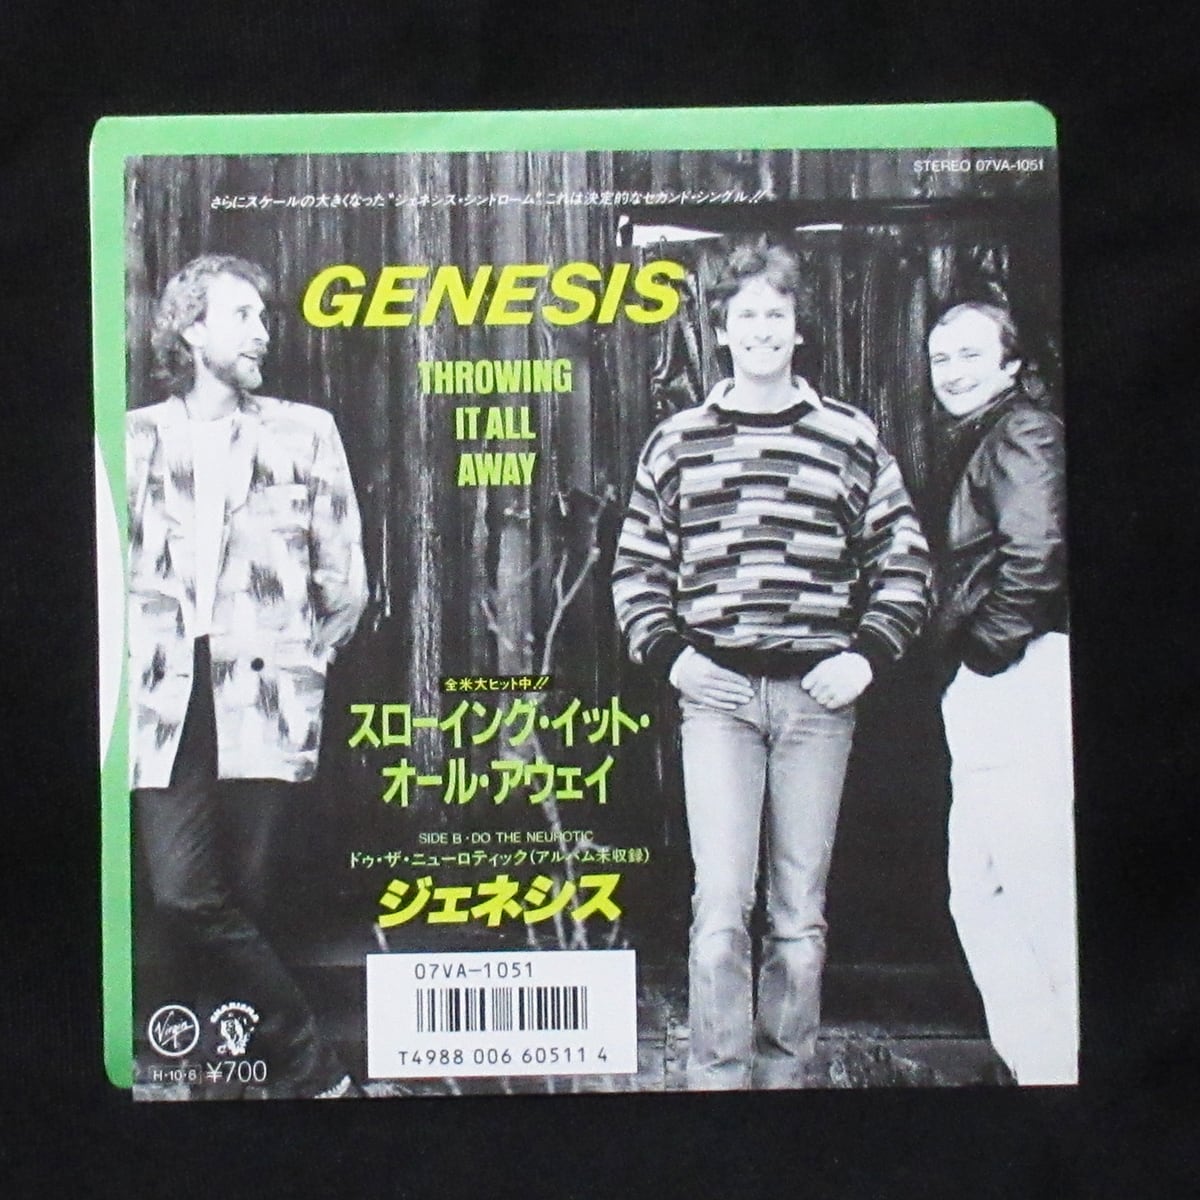 STEREO 07VA-1051
さらにスケールの大きくなった"ジェネシス・シンドローム"。これは決定的なセカンド・シングル!!
GENESIS
THROWING
IT ALL
AWAY
全米大ヒット中!!
スローイング・イット・
オール・アウェイ
SIDE B・DO THE NEUROTIC
ドゥ・ザ・ニューロティック(アルバム未収録)
ジェネシス
07VA-1051
T4988 006 60511 4
Virgin
CHARISMA
H・10・6 ¥700